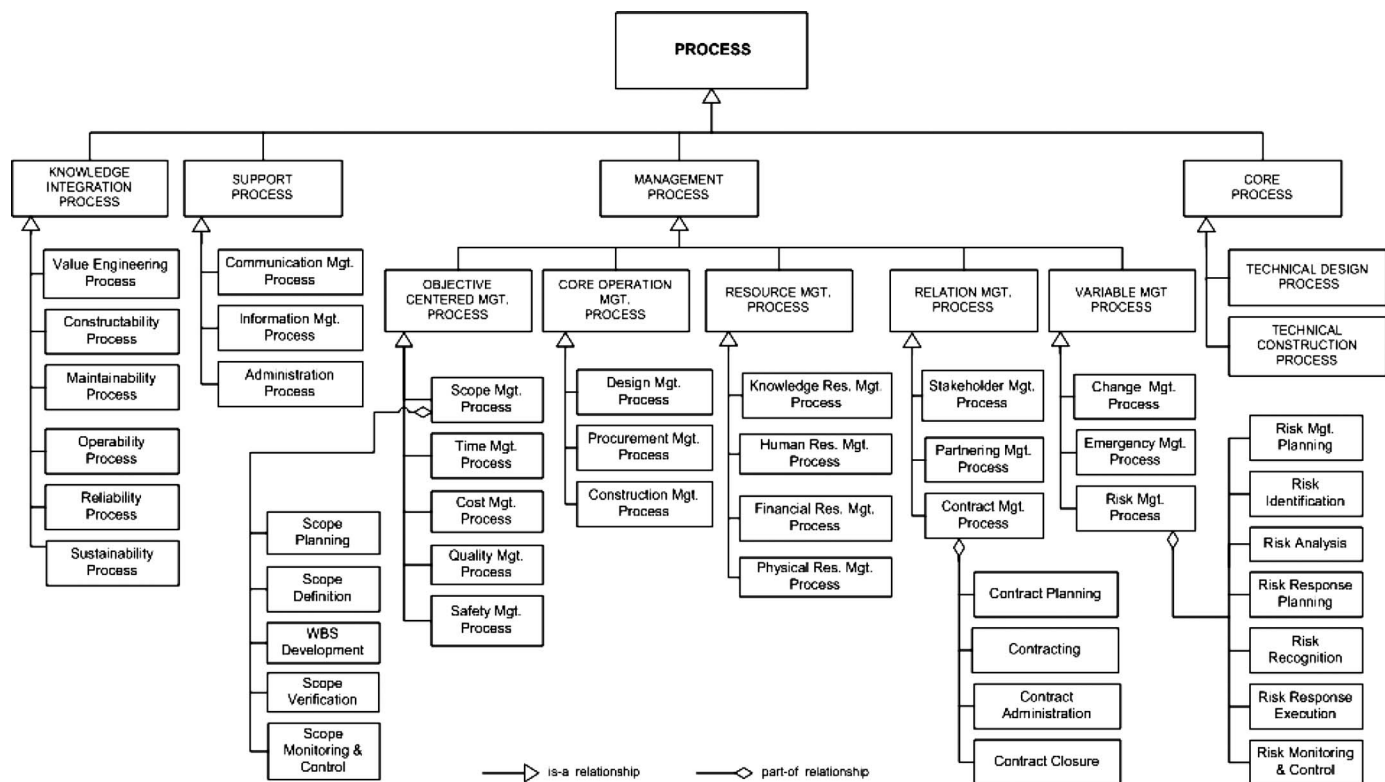 PROCESS
KNOWLEDGE
INTEGRATION
PROCESS
SUPPORT
PROCESS
MANAGEMENT
PROCESS
CORE
PROCESS
Value Engineering
Process
Constructability
Process
Maintainability
Process
Operability
Process
Reliability
Process
Sustainability
Process
Communication Mgt.
Process
Information Mgt.
Process
Administration
Process
OBJECTIVE
CENTERED MGT.
PROCESS
CORE OPERATION
MGT.
PROCESS
RESOURCE MGT.
PROCESS
RELATION MGT.
PROCESS
VARIABLE MGT
PROCESS
TECHNICAL DESIGN
PROCESS
TECHNICAL
CONSTRUCTION
PROCESS
Scope Mgt.
Process
Time Mgt.
Process
Cost Mgt.
Process
Quality Mgt.
Process
Safety Mgt.
Process
Scope
Planning
Scope
Definition
WBS
Development
Scope
Verification
Scope
Monitoring &
Control
Design Mgt.
Process
Procurement Mgt.
Process
Construction Mgt.
Process
Knowledge Res. Mgt.
Process
Human Res. Mgt.
Process
Financial Res. Mgt.
Process
Physical Res. Mgt.
Process
Stakeholder Mgt.
Process
Partnering Mgt.
Process
Contract Mgt.
Process
Contract Planning
Contracting
Contract
Administration
Contract Closure
Change Mgt.
Process
Emergency Mgt.
Process
Risk Mgt.
Process
Risk Mgt.
Planning
Risk
Identification
Risk Analysis
Risk Response
Planning
Risk
Recognition
Risk Response
Execution
Risk Monitoring
& Control
is-a relationship
part-of relationship